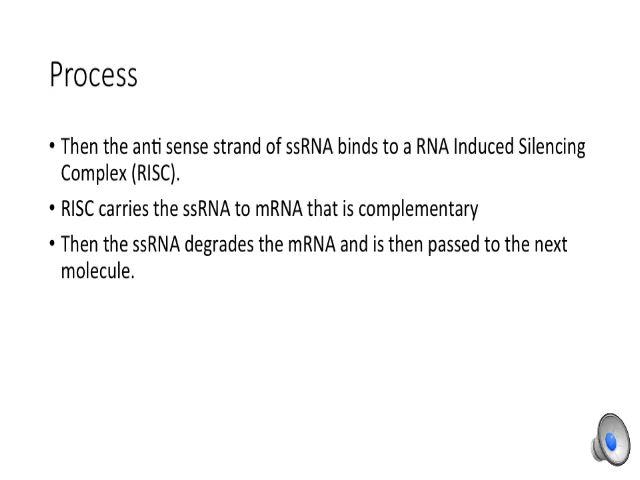 Process
• Then the anti sense strand of ssRNA binds to a RNA Induced Silencing
Complex (RISC).
• RISC carries the ssRNA to mRNA that is complementary
• Then the ssRNA degrades the mRNA and is then passed to the next
molecule.